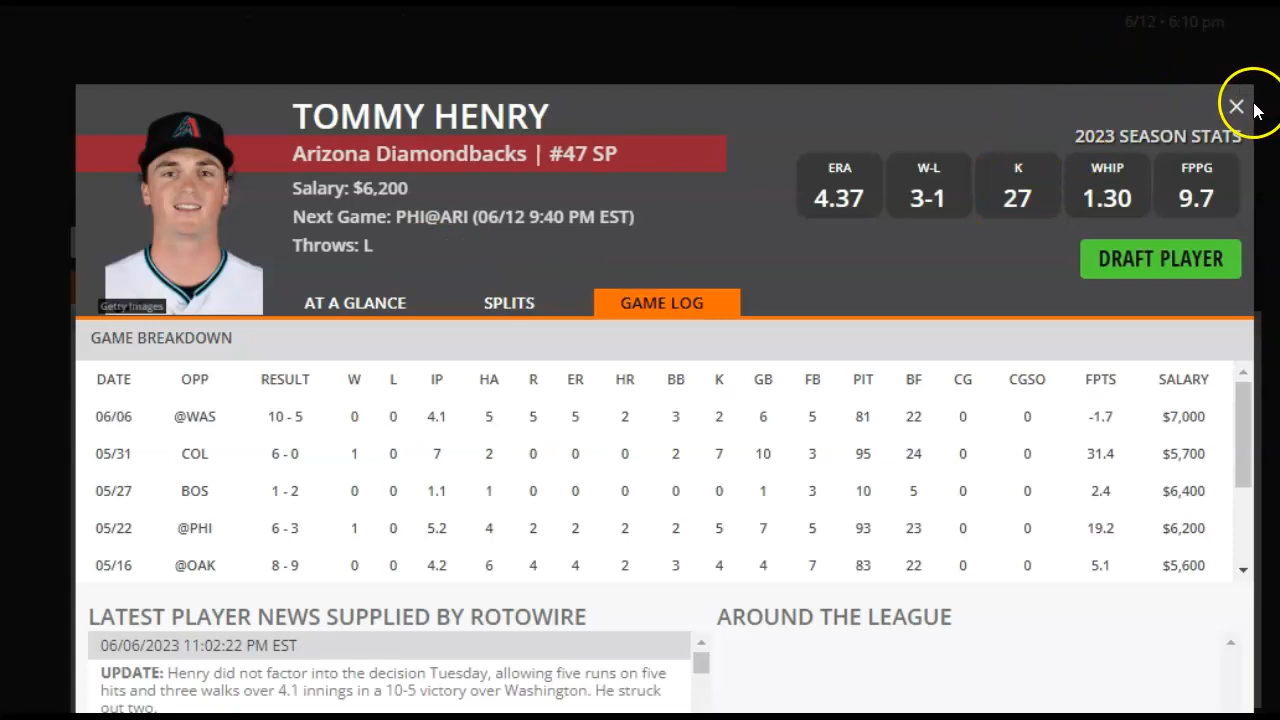 6/12 • 6:10 pm
TOMMY HENRY
Arizona Diamondbacks | #47 SP
Salary: $6,200
Next Game: PHI@ARI (06/12 9:40 PM EST)
Throws: L
Getty Images
2023 SEASON STATS
ERA W-L K WHIP FPPG
4.37 3-1 27 1.30 9.7
DRAFT PLAYER
AT A GLANCE SPLITS GAME LOG
GAME BREAKDOWN
DATE OPP RESULT W L IP HA R ER HR BB K GB FB PIT BF CG CGSO FPTS SALARY
06/06 @WAS 10 - 5 0 0 4.1 5 5 5 2 3 2 6 5 81 22 0 0 -1.7 $7,000
05/31 COL 6 - 0 1 0 7 2 0 0 0 2 7 10 3 95 24 0 0 31.4 $5,700
05/27 BOS 1 - 2 0 0 1.1 1 0 0 0 0 0 1 3 10 5 0 0 2.4 $6,400
05/22 @PHI 6 - 3 1 0 5.2 4 2 2 2 2 5 7 5 93 23 0 0 19.2 $6,200
05/16 @OAK 8 - 9 0 0 4.2 6 4 4 2 3 4 4 7 83 22 0 0 5.1 $5,600
LATEST PLAYER NEWS SUPPLIED BY ROTOWIRE
06/06/2023 11:02:22 PM EST
UPDATE: Henry did not factor into the decision Tuesday, allowing five runs on five
hits and three walks over 4.1 innings in a 10-5 victory over Washington. He struck
out two.
AROUND THE LEAGUE